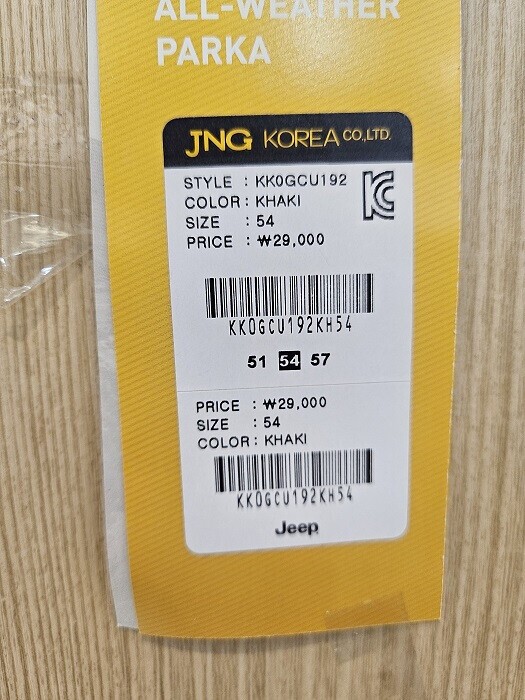 ALL-WEATHER
PARKA
JNG KOREA CO.,LTD.
STYLE : KK0GCU192
COLOR : KHAKI
SIZE : 54
PRICE : ₩29,000
KK0GCU192KH54
51 54 57
PRICE : ₩29,000
SIZE : 54
COLOR : KHAKI
KK0GCU192KH54
Jeep